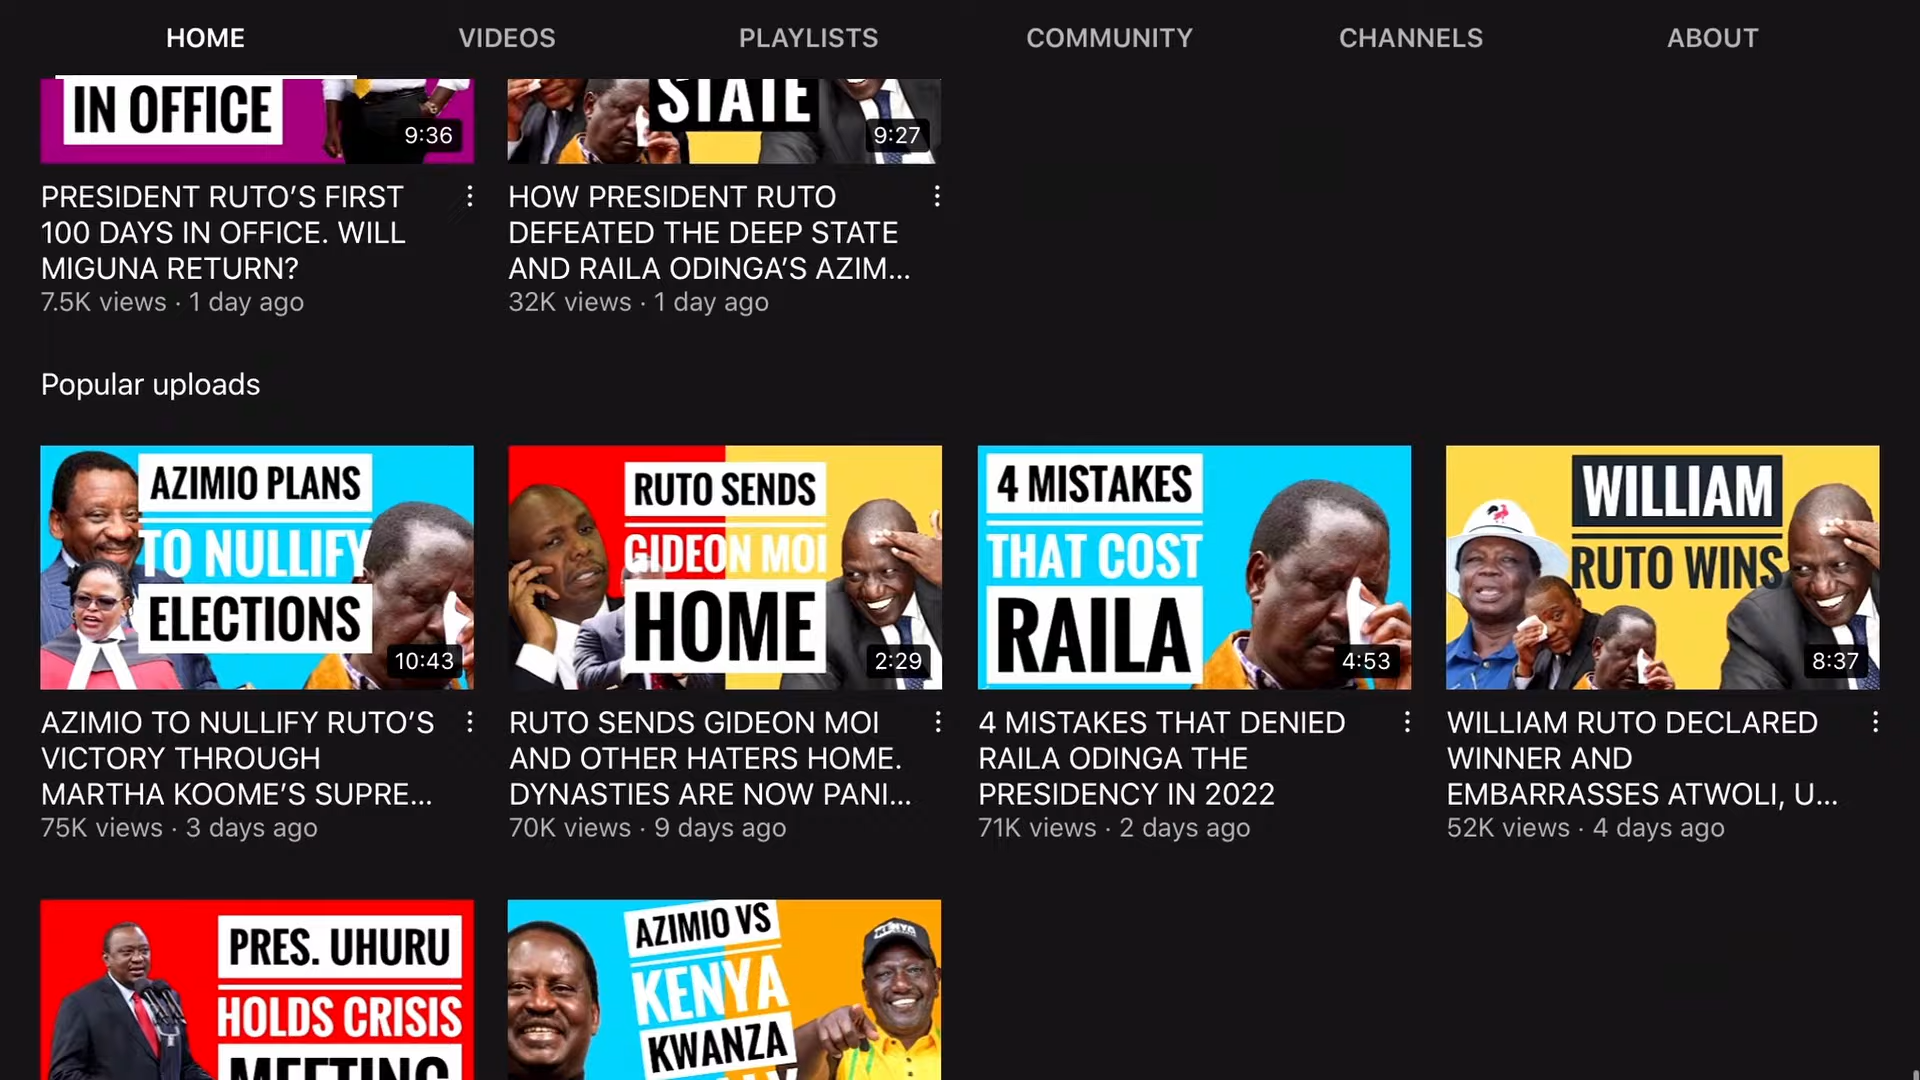 HOME
VIDEOS
PLAYLISTS
COMMUNITY
CHANNELS
ABOUT
IN OFFICE
9:36
STATE
9:27
PRESIDENT RUTO’S FIRST
100 DAYS IN OFFICE. WILL
MIGUNA RETURN?
7.5K views · 1 day ago
HOW PRESIDENT RUTO
DEFEATED THE DEEP STATE
AND RAILA ODINGA’S AZIM...
32K views · 1 day ago
Popular uploads
AZIMIO PLANS
TO NULLIFY
ELECTIONS
10:43
RUTO SENDS
GIDEON MOI
HOME
2:29
4 MISTAKES
THAT COST
RAILA
4:53
WILLIAM
RUTO WINS
8:37
AZIMIO TO NULLIFY RUTO’S
VICTORY THROUGH
MARTHA KOOME’S SUPRE...
75K views · 3 days ago
RUTO SENDS GIDEON MOI
AND OTHER HATERS HOME.
DYNASTIES ARE NOW PANI...
70K views · 9 days ago
4 MISTAKES THAT DENIED
RAILA ODINGA THE
PRESIDENCY IN 2022
71K views · 2 days ago
WILLIAM RUTO DECLARED
WINNER AND
EMBARRASSES ATWOLI, U...
52K views · 4 days ago
PRES. UHURU
HOLDS CRISIS
MEETING
AZIMIO VS
KENYA
KWANZA